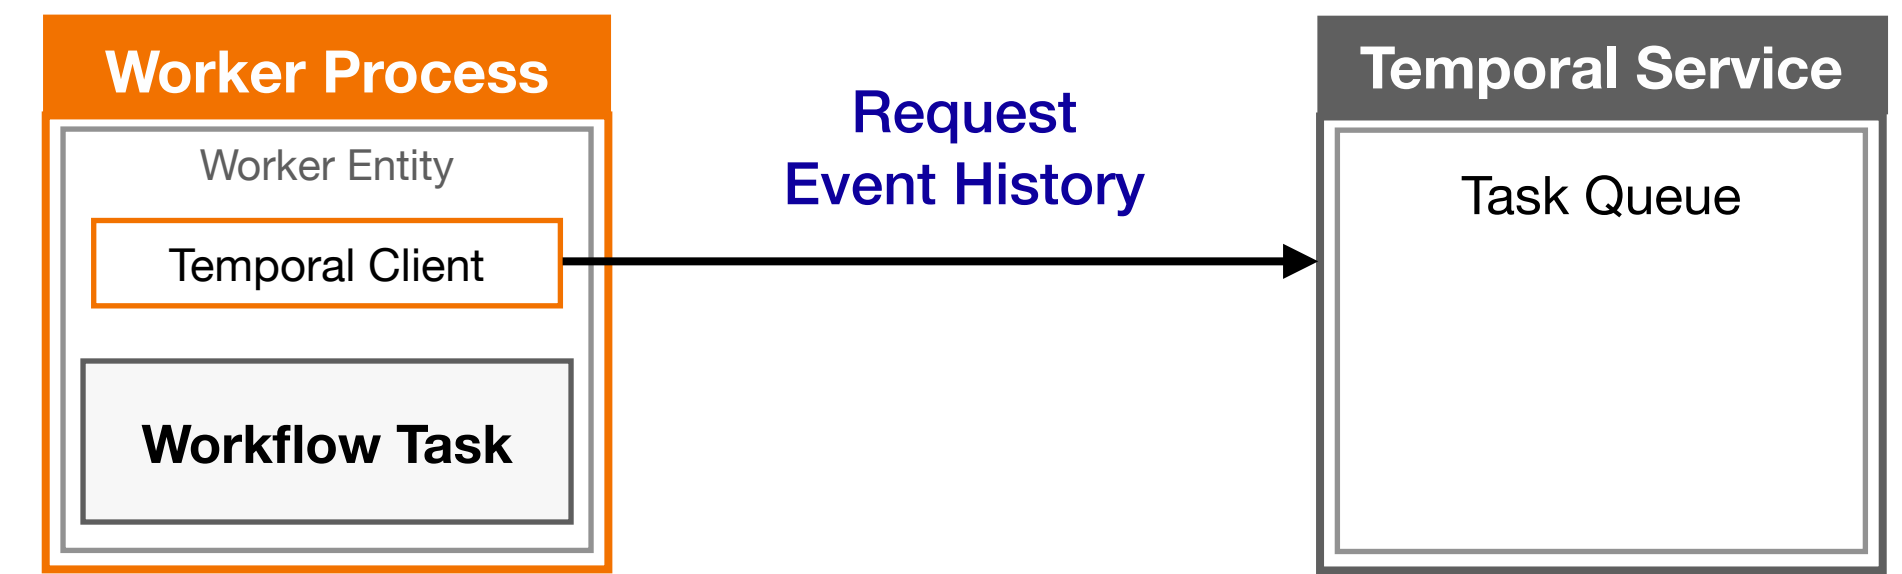 Worker Process
Worker Entity
Temporal Client
Workflow Task
Request
Event History
Temporal Service
Task Queue